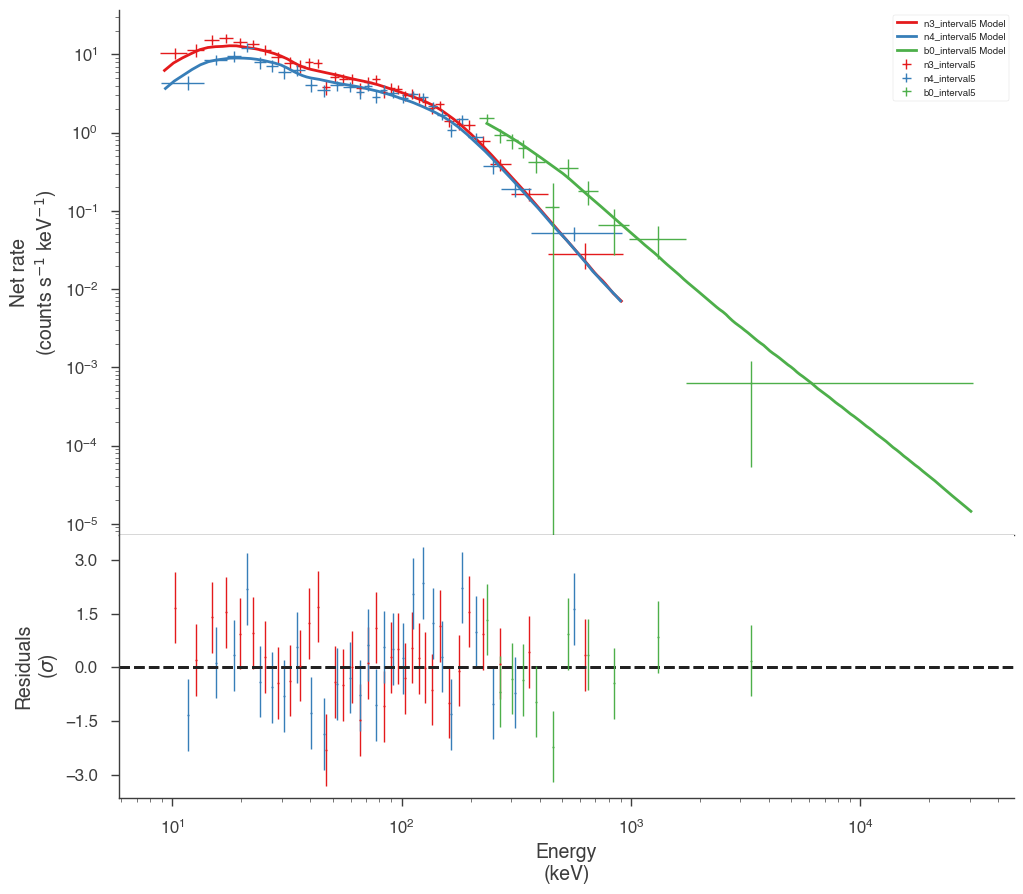 n3_interval5 Model
n4_interval5 Model
b0_interval5 Model
n3_interval5
n4_interval5
b0_interval5
10¹
10⁰
10⁻¹
10⁻²
10⁻³
10⁻⁴
10⁻⁵
Net rate
(counts s⁻¹ keV⁻¹)
3.0
1.5
0.0
−1.5
−3.0
Residuals
(σ)
10¹ 10² 10³ 10⁴
Energy
(keV)